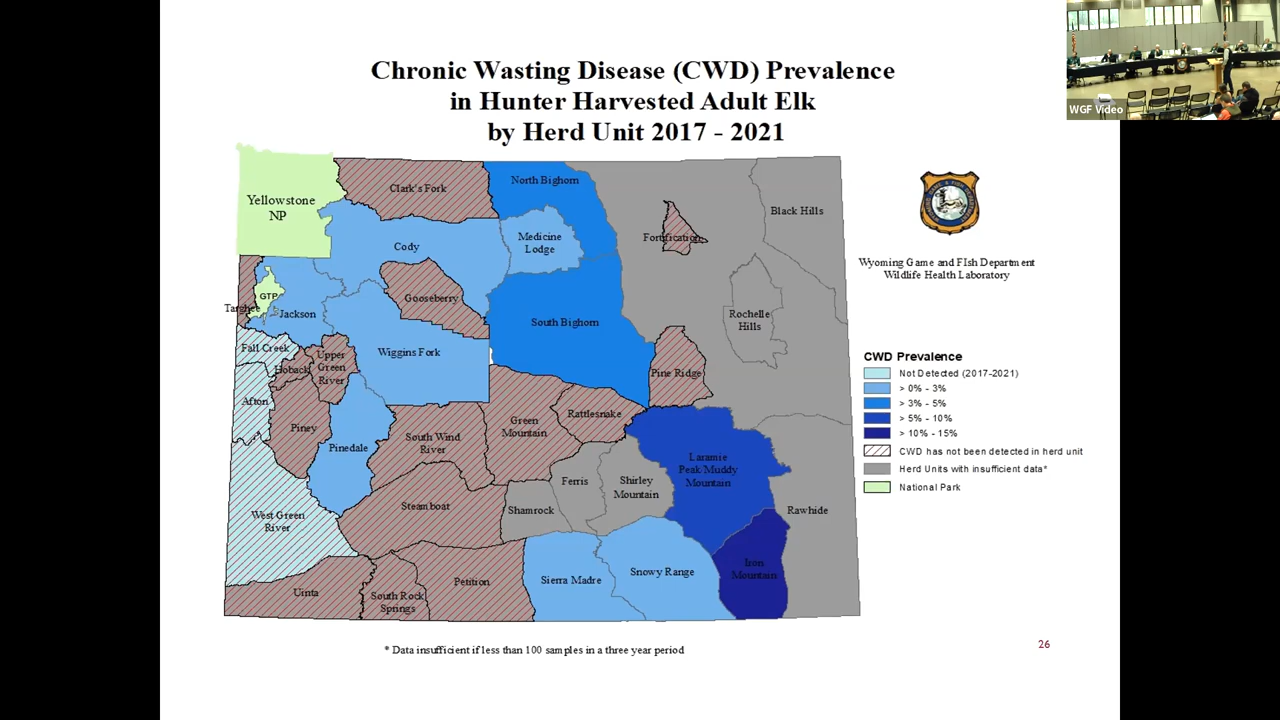 Chronic Wasting Disease (CWD) Prevalence
in Hunter Harvested Adult Elk
by Herd Unit 2017 - 2021
WGF Video
Yellowstone
NP
Clark's Fork
North Bighorn
Black Hills
Cody
Medicine
Lodge
Fortification
Gooseberry
GTP
Targhee
Jackson
South Bighorn
Rochelle
Hills
Fall Creek
Upper
Green
River
Hoback
Wiggins Fork
Pine Ridge
Afton
Piney
Pinedale
South Wind
River
Green
Mountain
Rattlesnake
Laramie
Peak/Muddy
Mountain
Ferris
Shirley
Mountain
Shamrock
Steamboat
West Green
River
Rawhide
Uinta
South Rock
Springs
Petition
Sierra Madre
Snowy Range
Iron
Mountain
Wyoming Game and FIsh Department
Wildlife Health Laboratory
CWD Prevalence
Not Detected (2017-2021)
> 0% - 3%
> 3% - 5%
> 5% - 10%
> 10% - 15%
CWD has not been detected in herd unit
Herd Units with insufficient data*
National Park
* Data insufficient if less than 100 samples in a three year period
26